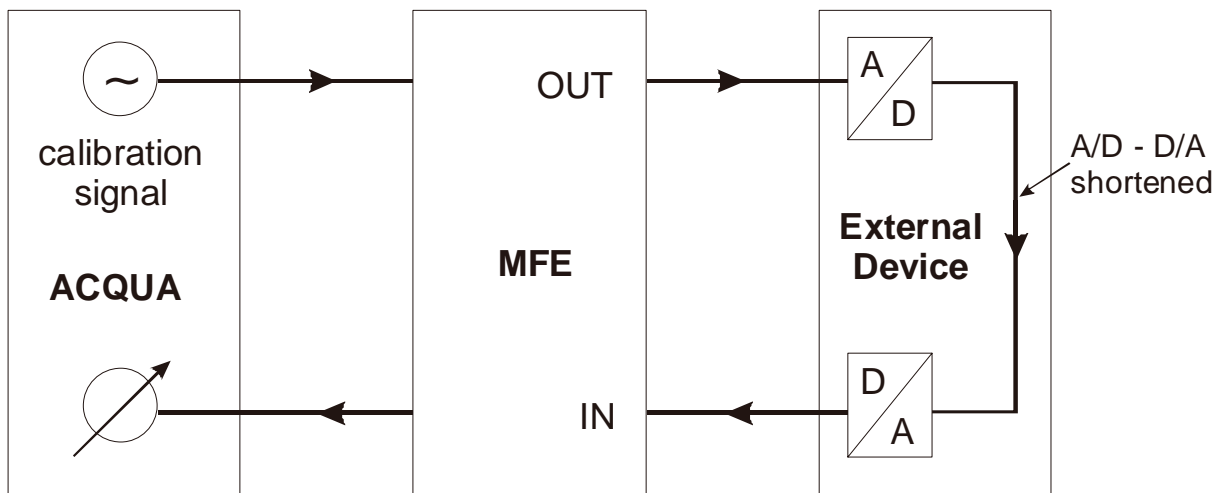 ~
calibration
signal
ACQUA
MFE
OUT
IN
A
D
External
Device
D
A
A/D - D/A
shortened